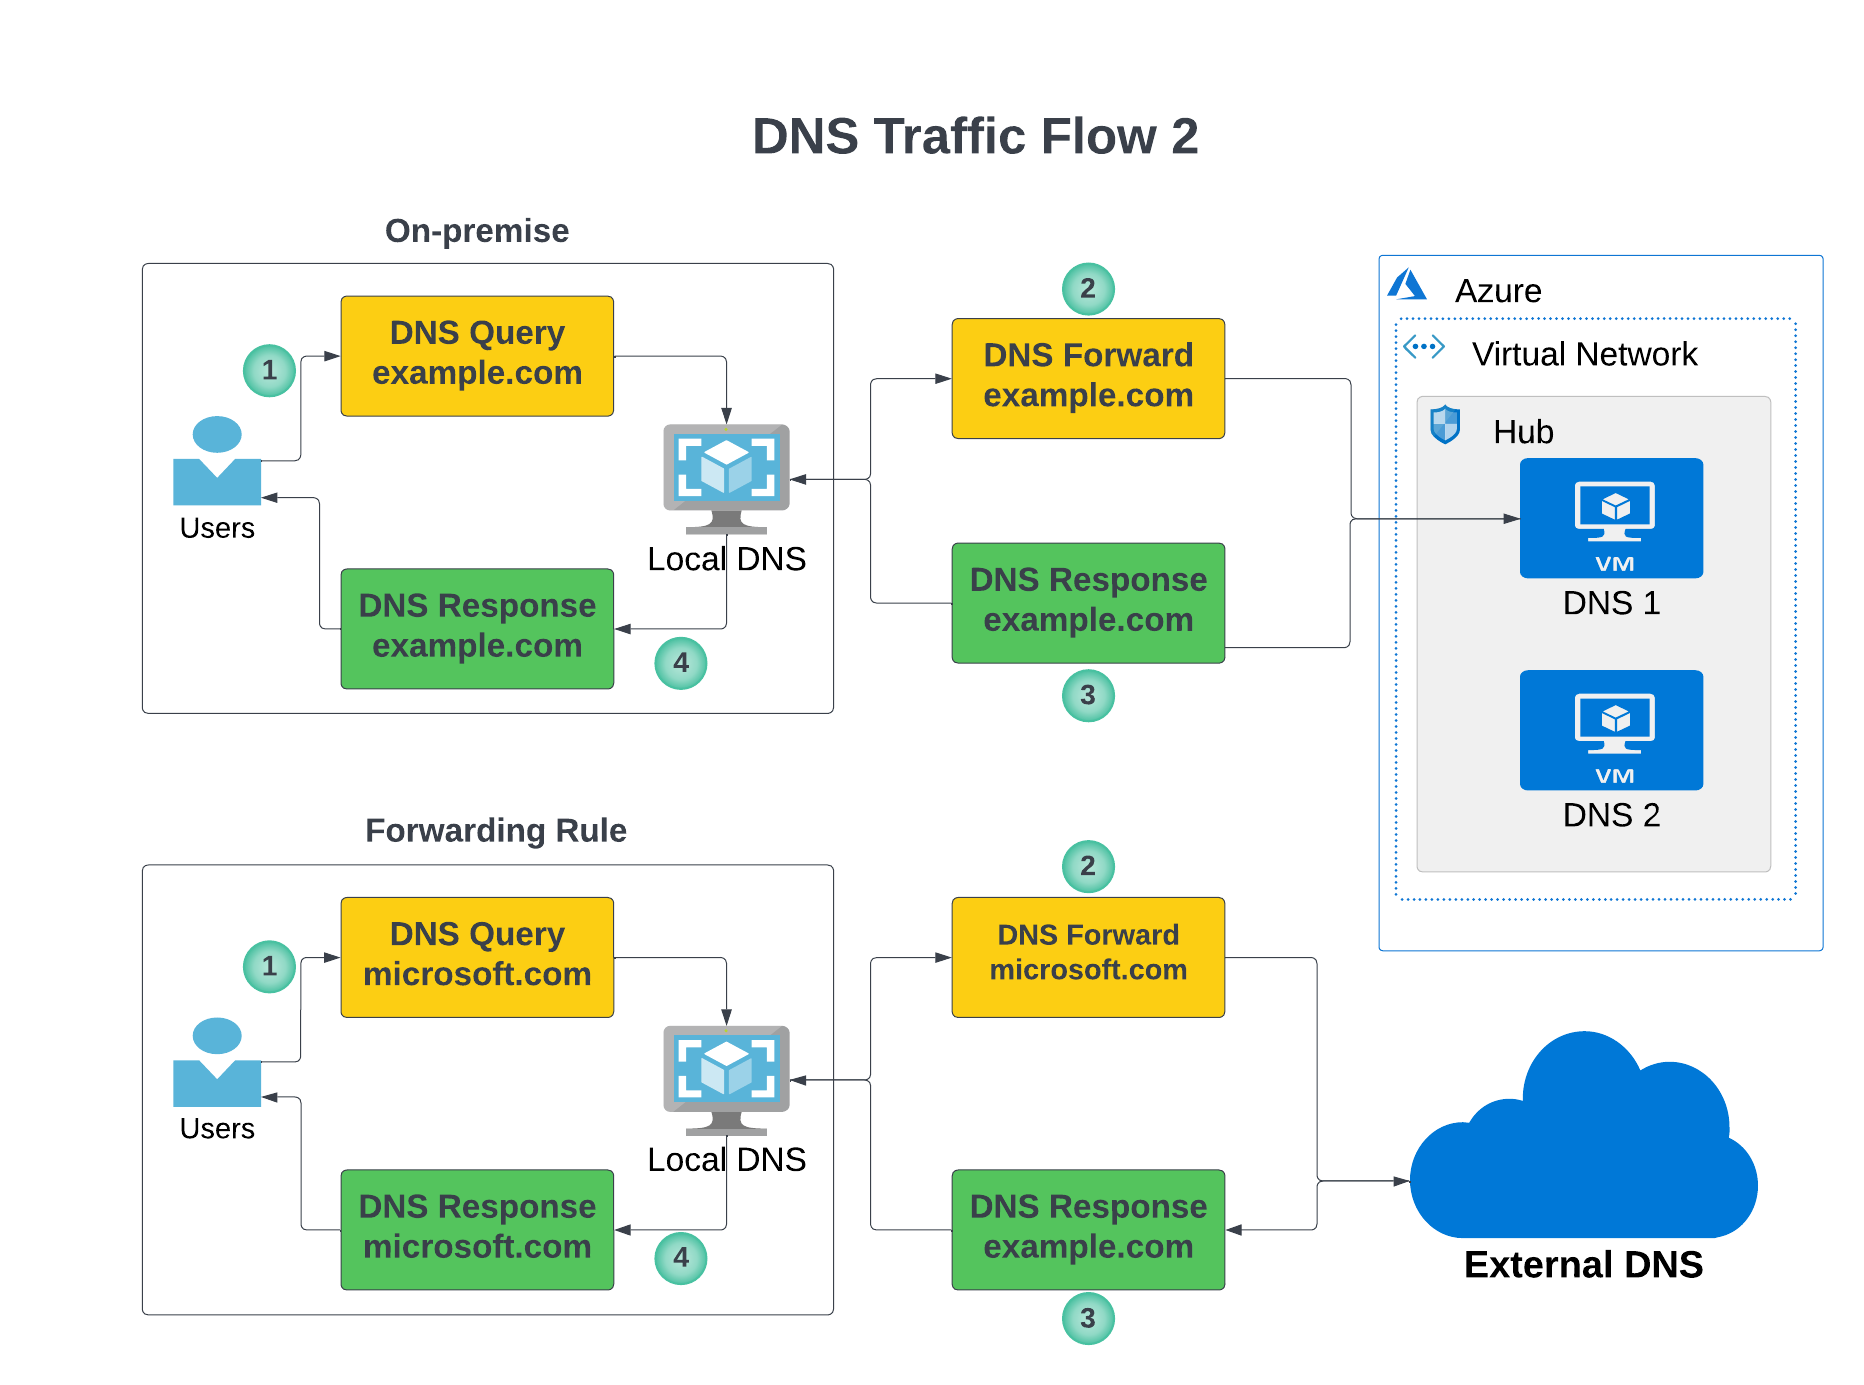 DNS Traffic Flow 2
On-premise
1
DNS Query
example.com
Users
Local DNS
DNS Response
example.com
4
2
DNS Forward
example.com
DNS Response
example.com
3
Azure
Virtual Network
Hub
VM
DNS 1
VM
DNS 2
Forwarding Rule
1
DNS Query
microsoft.com
Users
Local DNS
DNS Response
microsoft.com
4
2
DNS Forward
microsoft.com
DNS Response
example.com
3
External DNS